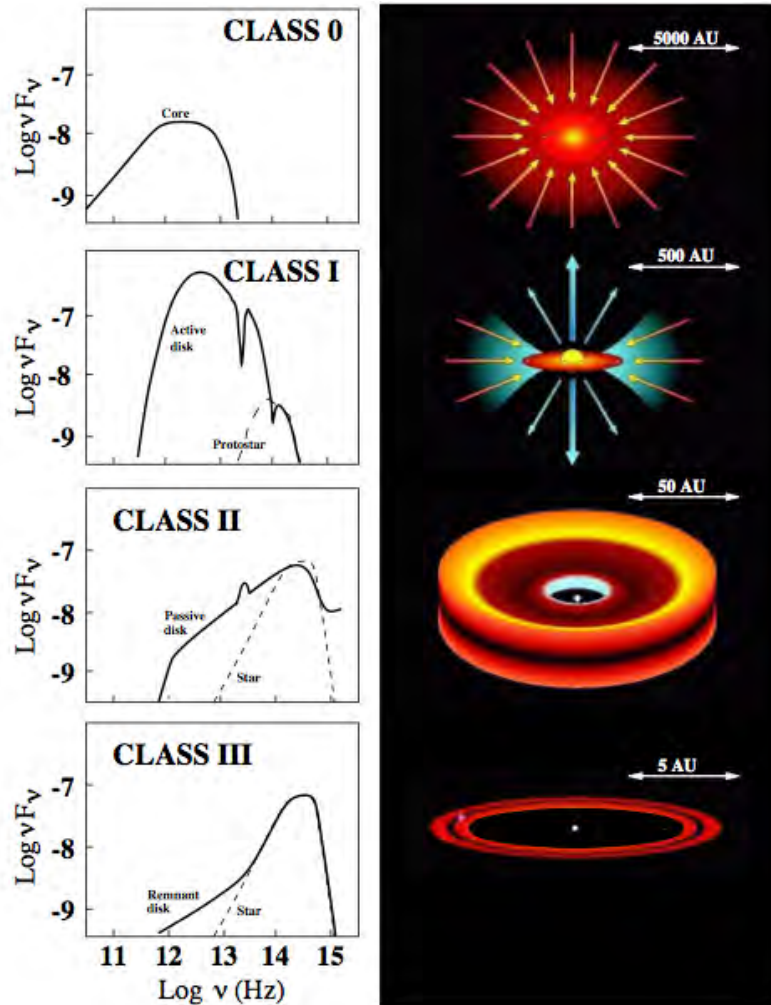 CLASS 0
-7
-8
-9
Log νFν
Core
5000 AU
CLASS I
-7
-8
-9
Log νFν
Active
disk
Protostar
500 AU
CLASS II
-7
-8
-9
Log νFν
Passive
disk
Star
50 AU
CLASS III
-7
-8
-9
Log νFν
Remnant
disk
Star
5 AU
11 12 13 14 15
Log ν (Hz)